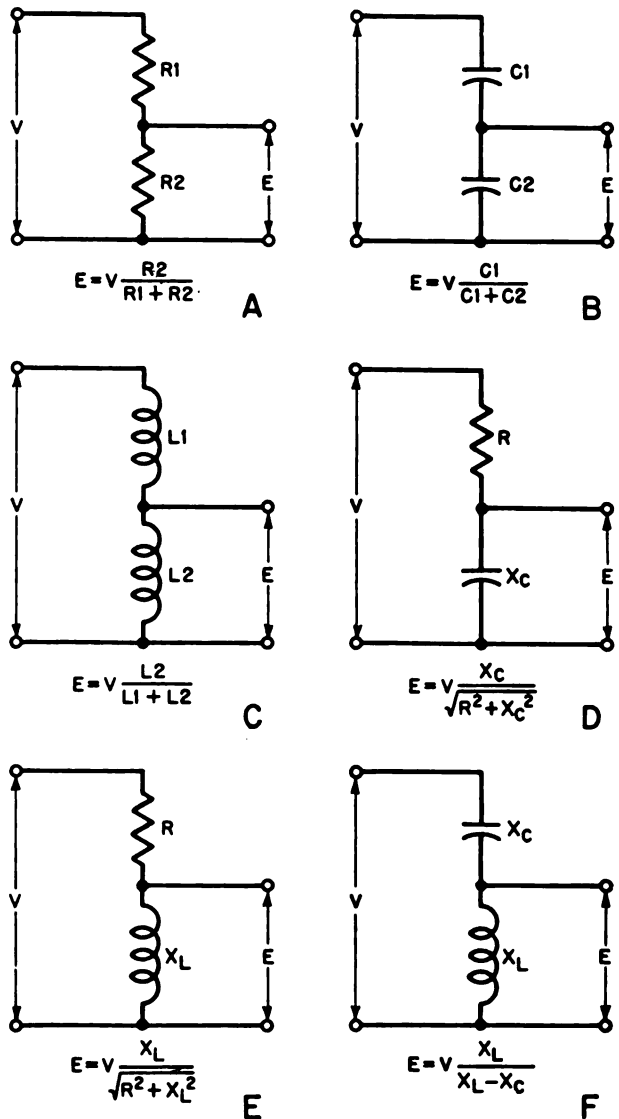 R1
V
R2
E
E = V R2 / R1 + R2
A
C1
V
C2
E
E = V C1 / C1 + C2
B
L1
V
L2
E
E = V L2 / L1 + L2
C
R
V
XC
E
E = V XC / √R² + XC²
D
R
V
XL
E
E = V XL / √R² + XL²
E
XC
V
XL
E
E = V XL / XL – XC
F